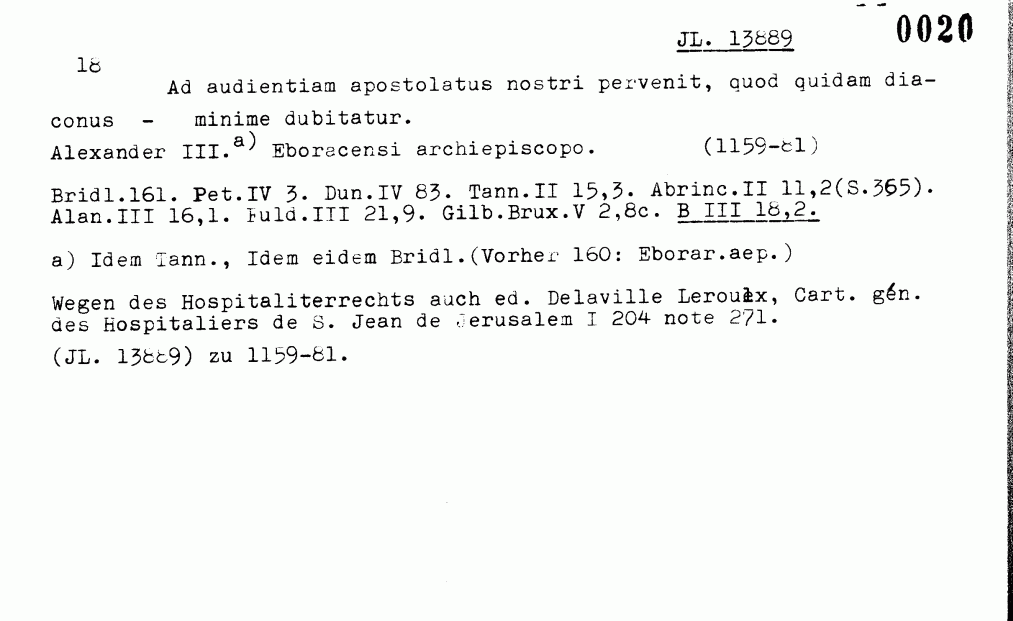 JL. 13889
0020
18
Ad audientiam apostolatus nostri pervenit, quod quidam dia-
conus - minime dubitatur.
Alexander III.a) Eboracensi archiepiscopo. (1159-81)
Bridl.161. Pet.IV 3. Dun.IV 83. Tann.II 15,3. Abrinc.II 11,2(S.365).
Alan.III 16,1. Fuld.III 21,9. Gilb.Brux.V 2,8c. B III 18,2.
a) Idem Tann., Idem eidem Bridl.(Vorher 160: Eborar.aep.)
Wegen des Hospitaliterrechts auch ed. Delaville Leroulx, Cart. gén.
des Hospitaliers de S. Jean de Jerusalem I 204 note 271.
(JL. 13889) zu 1159-81.